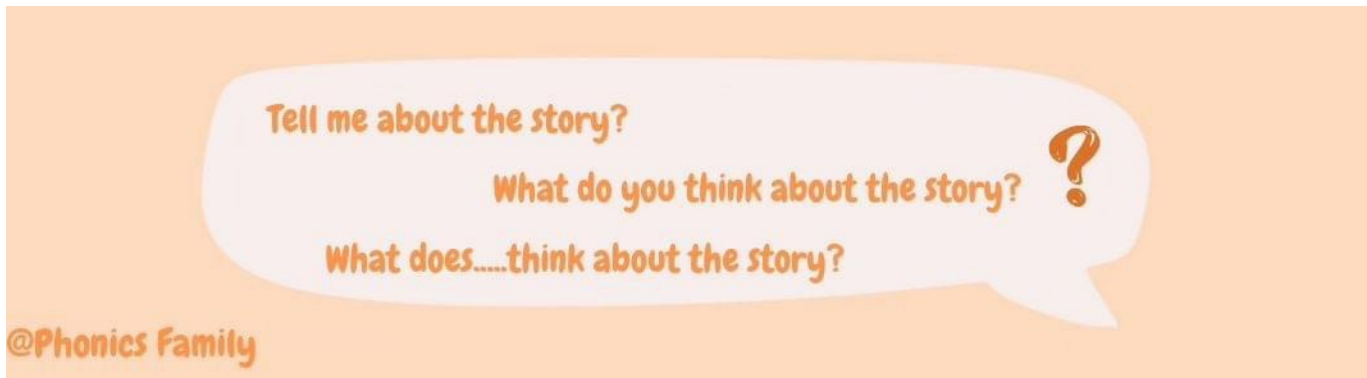 Tell me about the story?
What do you think about the story?
?
What does.....think about the story?
@Phonics Family